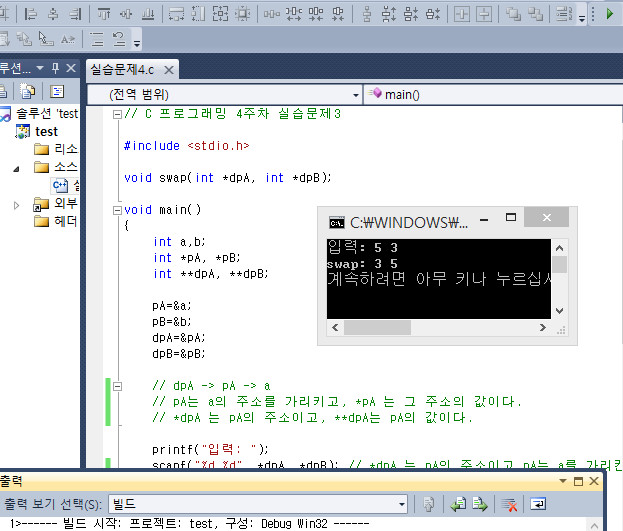 루션...
실습문제4.c
(전역 범위)
main()
솔루션 'test
test
리소
소스
외부
헤더
// C 프로그래밍 4주차 실습문제3
#include <stdio.h>
void swap(int *dpA, int *dpB);
void main()
{
int a,b;
int *pA, *pB;
int **dpA, **dpB;
pA=&a;
pB=&b;
dpA=&pA;
dpB=&pB;
// dpA -> pA -> a
// pA는 a의 주소를 가리키고, *pA 는 그 주소의 값이다.
// *dpA 는 pA의 주소이고, **dpA는 pA의 값이다.
printf("입력: ");
scanf("%d %d", *dpA, *dpB); // *dpA 는 pA의 주소이고 pA는 a를 가리킨
C:\WINDOWS\...
입력: 5 3
swap: 3 5
계속하려면 아무 키나 누르십시
출력
출력 보기 선택(S):
빌드
1>------ 빌드 시작: 프로젝트: test, 구성: Debug Win32 ------